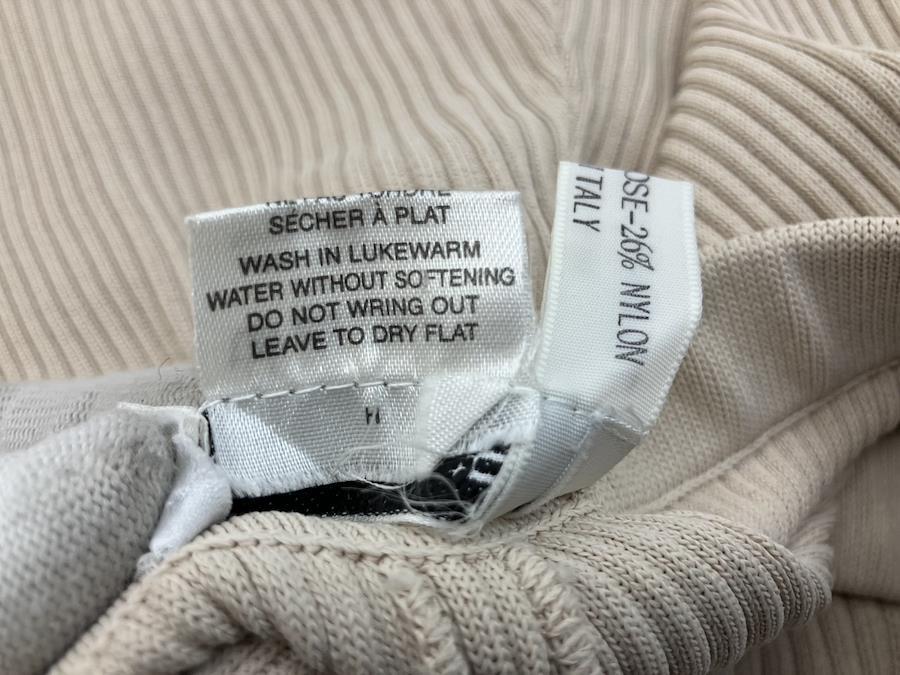 SÉCHER À PLAT
WASH IN LUKEWARM
WATER WITHOUT SOFTENING
DO NOT WRING OUT
LEAVE TO DRY FLAT
OSE-26% NYLON
ITALY